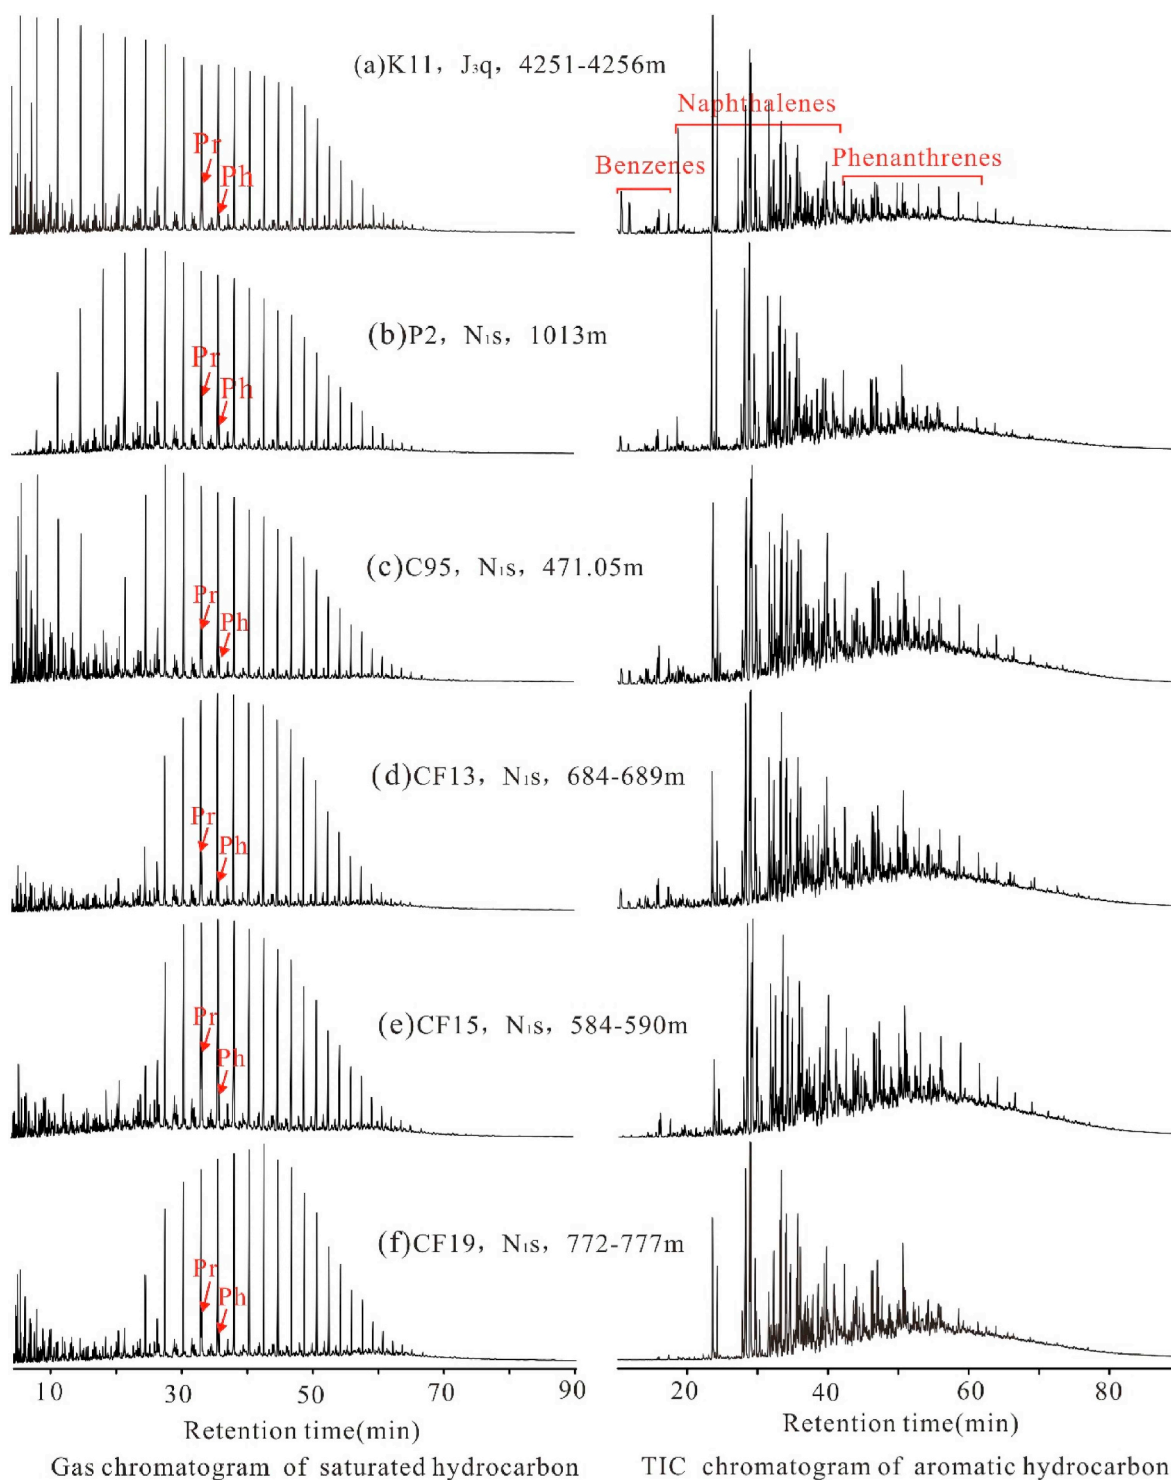 (a)K11, J₃q, 4251-4256m
Pr
Ph
Naphthalenes
Benzenes
Phenanthrenes
(b)P2, N₁s, 1013m
Pr
Ph
(c)C95, N₁s, 471.05m
Pr
Ph
(d)CF13, N₁s, 684-689m
Pr
Ph
(e)CF15, N₁s, 584-590m
Pr
Ph
(f)CF19, N₁s, 772-777m
Pr
Ph
10 30 50 70 90
20 40 60 80
Retention time(min)
Retention time(min)
Gas chromatogram of saturated hydrocarbon
TIC chromatogram of aromatic hydrocarbon